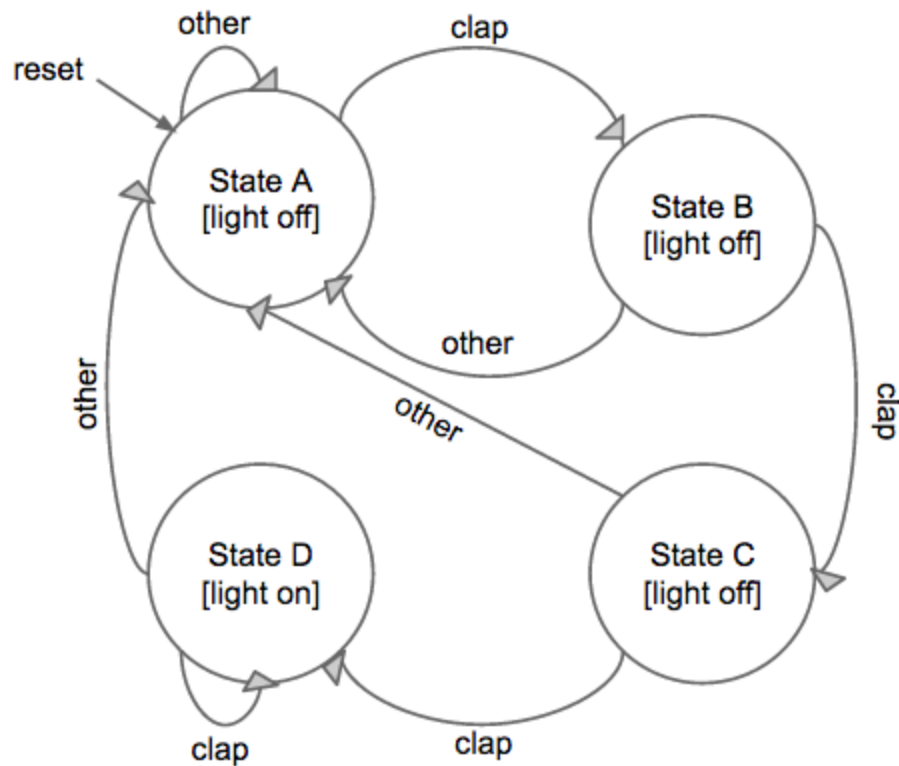 other
clap
reset
State A
[light off]
State B
[light off]
other
other
clap
other
State D
[light on]
State C
[light off]
clap
clap